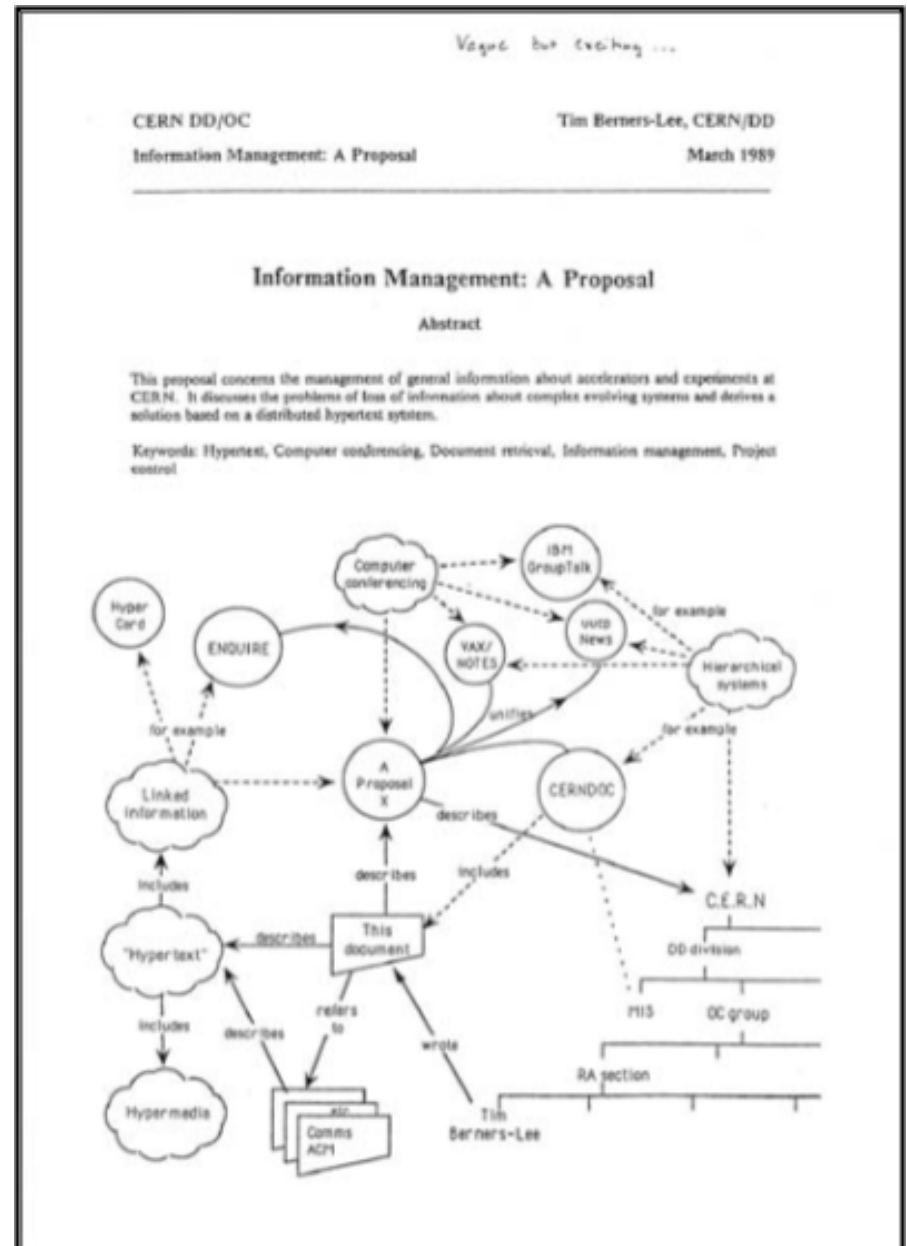 Vague but exciting ...
CERN DD/OC
Tim Berners-Lee, CERN/DD
Information Management: A Proposal
March 1989
Information Management: A Proposal
Abstract
This proposal concerns the management of general information about accelerators and experiments at
CERN. It discusses the problems of loss of information about complex evolving systems and derives a
solution based on a distributed hypertext system.
Keywords: Hypertext, Computer conferencing, Document retrieval, Information management, Project
control
IBM
GroupTalk
Computer
conferencing
Hyper
Card
for example
uucp
News
ENQUIRE
VAX/
NOTES
Hierarchical
systems
unifies
for example
for example
A
Proposal
X
CERNDOC
Linked
information
describes
includes
describes
includes
C.E.R.N
This
document
"Hypertext"
describes
DD division
refers
to
MIS
OC group
includes
describes
wrote
RA section
Hypermedia
etc
Comms
ACM
Tim
Berners-Lee